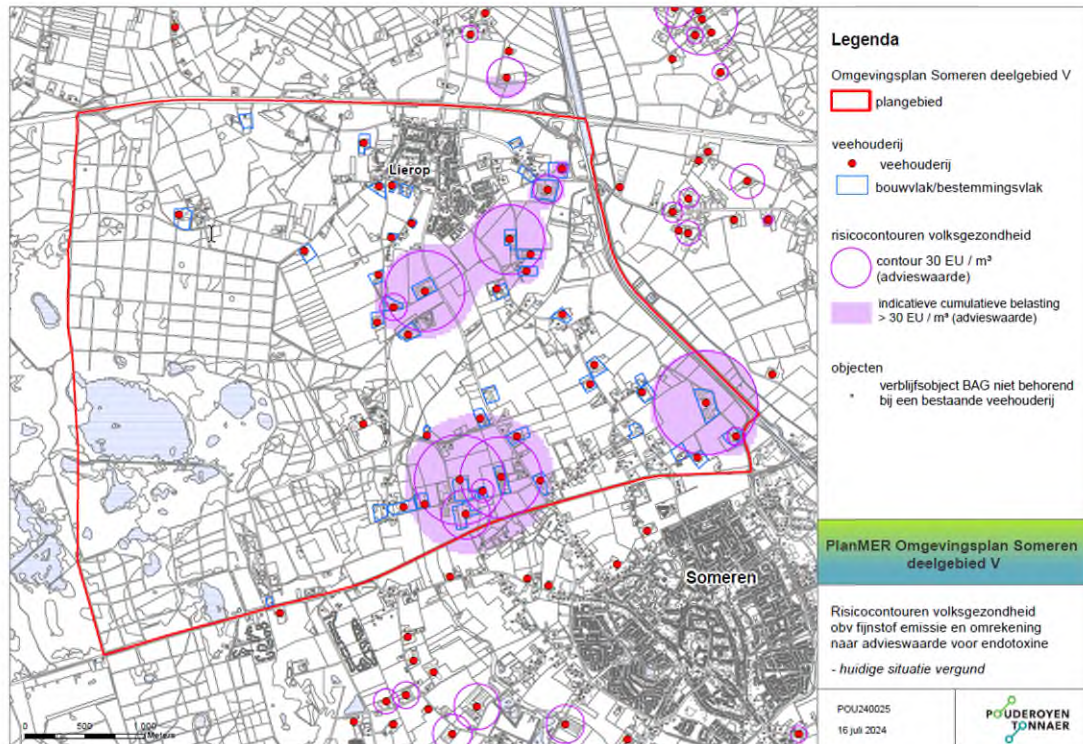 Lierop
Someren
0 500 1.000
Meters
Legenda
Omgevingsplan Someren deelgebied V
plangebied
veehouderij
veehouderij
bouwvlak/bestemmingsvlak
risicocontouren volksgezondheid
contour 30 EU / m³
(advieswaarde)
indicatieve cumulatieve belasting
> 30 EU / m³ (advieswaarde)
objecten
verblijfsobject BAG niet behorend
bij een bestaande veehouderij
PlanMER Omgevingsplan Someren
deelgebied V
Risicocontouren volksgezondheid
obv fijnstof emissie en omrekening
naar advieswaarde voor endotoxine
- huidige situatie vergund
POU240025
16 juli 2024
POUDEROYEN
TONNAER